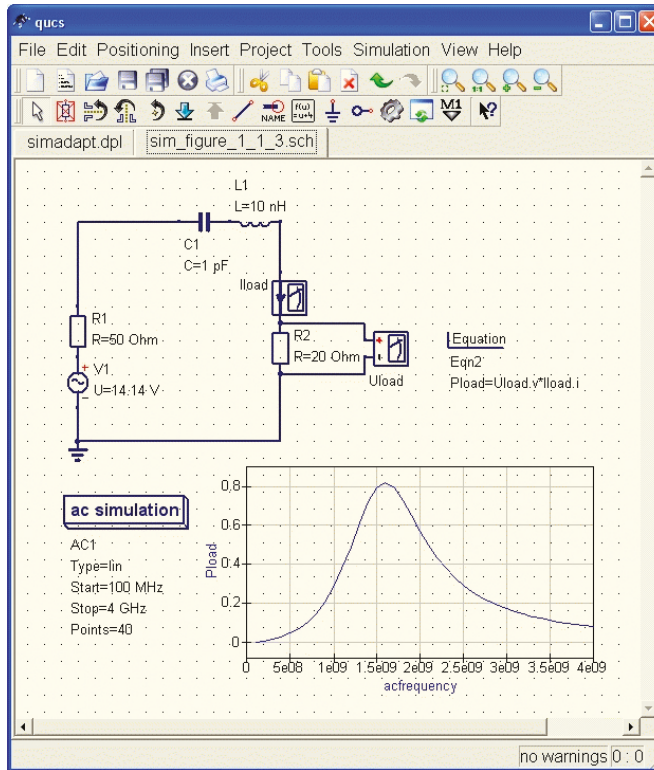 qucs
File Edit Positioning Insert Project Tools Simulation View Help
NAME
f(u)
=u+4
M1
simadapt.dpl
sim_figure_1_1_3.sch
L1
L=10 nH
C1
C=1 pF
Iload
R1
R=50 Ohm
R2
R=20 Ohm
V1
U=14.14 V
Uload
Equation
Eqn2
Pload=Uload.v*Iload.i
ac simulation
AC1
Type=lin
Start=100 MHz
Stop=4 GHz
Points=40
Pload
0.8
0.6
0.4
0.2
0
0 5e08 1e09 1.5e09 2e09 2.5e09 3e09 3.5e09 4e09
acfrequency
no warnings 0 : 0